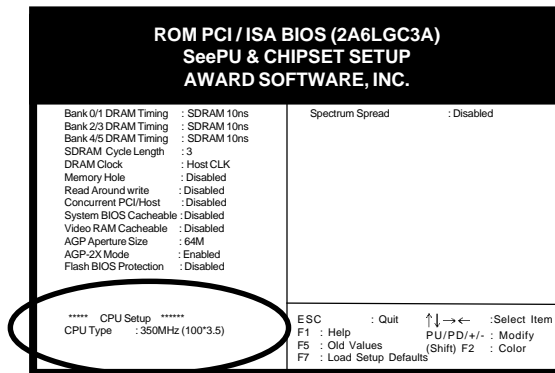 ROM PCI / ISA BIOS (2A6LGC3A)
SeePU & CHIPSET SETUP
AWARD SOFTWARE, INC.
Bank 0/1 DRAM Timing : SDRAM 10ns
Bank 2/3 DRAM Timing : SDRAM 10ns
Bank 4/5 DRAM Timing : SDRAM 10ns
SDRAM Cycle Length : 3
DRAM Clock : Host CLK
Memory Hole : Disabled
Read Around write : Disabled
Concurrent PCI/Host : Disabled
System BIOS Cacheable : Disabled
Video RAM Cacheable : Disabled
AGP Aperture Size : 64M
AGP-2X Mode : Enabled
Flash BIOS Protection : Disabled
***** CPU Setup ******
CPU Type : 350MHz (100*3.5)
Spectrum Spread : Disabled
ESC : Quit ↑↓→← :Select Item
F1 : Help PU/PD/+/- : Modify
F5 : Old Values (Shift) F2 : Color
F7 : Load Setup Defaults